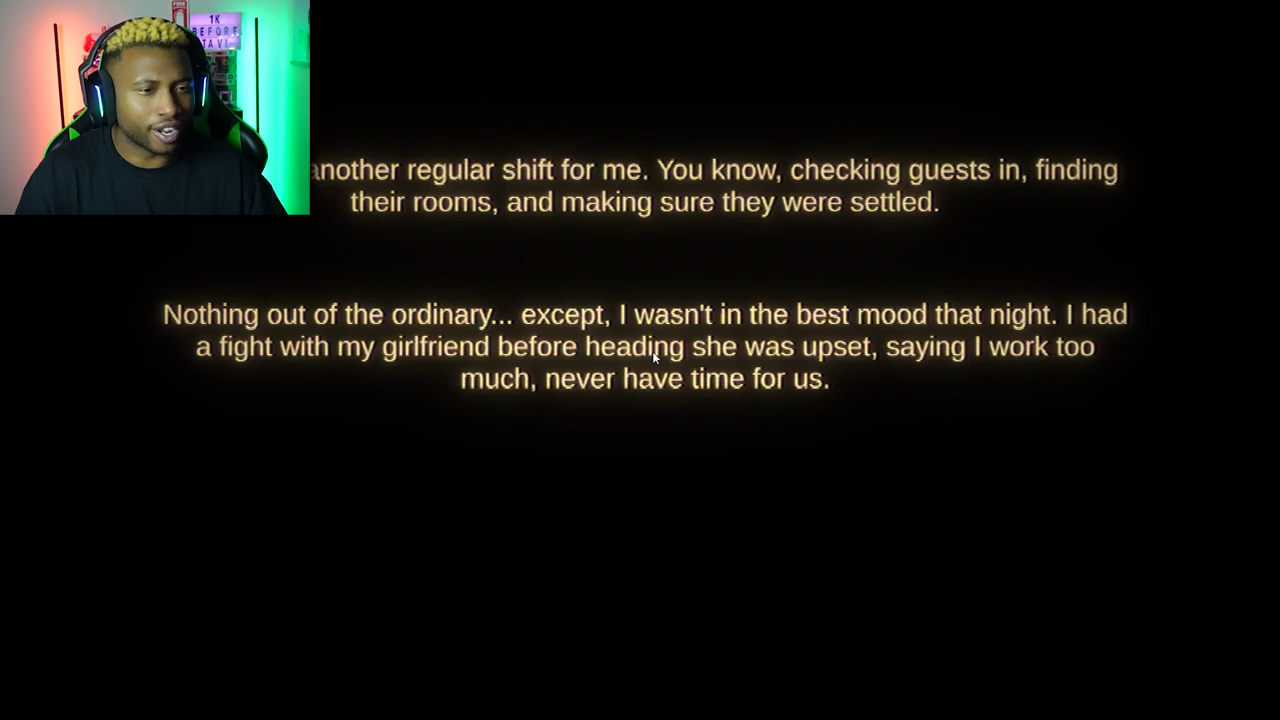 1K
BEFORE
TA VI
another regular shift for me. You know, checking guests in, finding
their rooms, and making sure they were settled.
Nothing out of the ordinary... except, I wasn't in the best mood that night. I had
a fight with my girlfriend before heading she was upset, saying I work too
much, never have time for us.